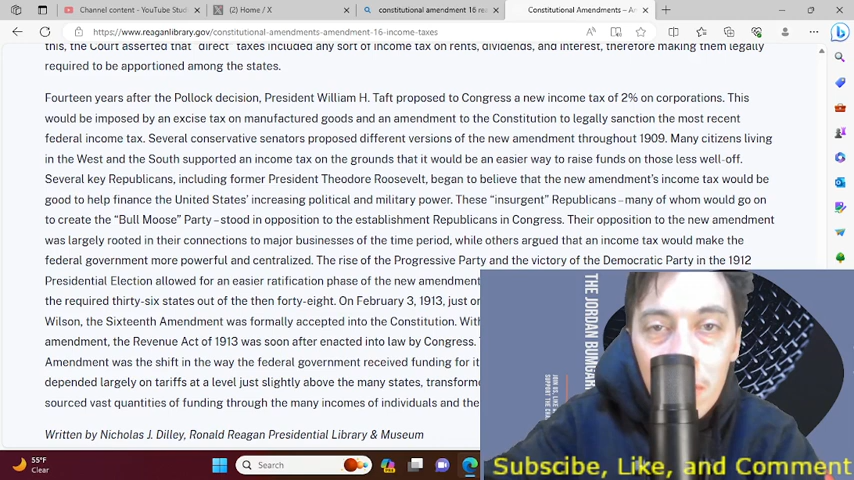 Channel content - YouTube Stud
(2) Home / X
constitutional amendment 16 rea
Constitutional Amendments – Am
https://www.reaganlibrary.gov/constitutional-amendments-amendment-16-income-taxes
this, the Court asserted that "direct" taxes included any sort of income tax on rents, dividends, and interest, therefore making them legally
required to be apportioned among the states.
Fourteen years after the Pollock decision, President William H. Taft proposed to Congress a new income tax of 2% on corporations. This
would be imposed by an excise tax on manufactured goods and an amendment to the Constitution to legally sanction the most recent
federal income tax. Several conservative senators proposed different versions of the new amendment throughout 1909. Many citizens living
in the West and the South supported an income tax on the grounds that it would be an easier way to raise funds on those less well-off.
Several key Republicans, including former President Theodore Roosevelt, began to believe that the new amendment's income tax would be
good to help finance the United States' increasing political and military power. These "insurgent" Republicans – many of whom would go on
to create the "Bull Moose" Party – stood in opposition to the establishment Republicans in Congress. Their opposition to the new amendment
was largely rooted in their connections to major businesses of the time period, while others argued that an income tax would make the
federal government more powerful and centralized. The rise of the Progressive Party and the victory of the Democratic Party in the 1912
Presidential Election allowed for an easier ratification phase of the new amendmen
the required thirty-six states out of the then forty-eight. On February 3, 1913, just or
Wilson, the Sixteenth Amendment was formally accepted into the Constitution. With
amendment, the Revenue Act of 1913 was soon after enacted into law by Congress. T
Amendment was the shift in the way the federal government received funding for it
depended largely on tariffs at a level just slightly above the many states, transforme
sourced vast quantities of funding through the many incomes of individuals and the
Written by Nicholas J. Dilley, Ronald Reagan Presidential Library & Museum
THE JORDAN BUMGAR
JOIN US, LIKE
SUPPORT THE CHA
55°F
Clear
Search
Subscribe, Like, and Comment